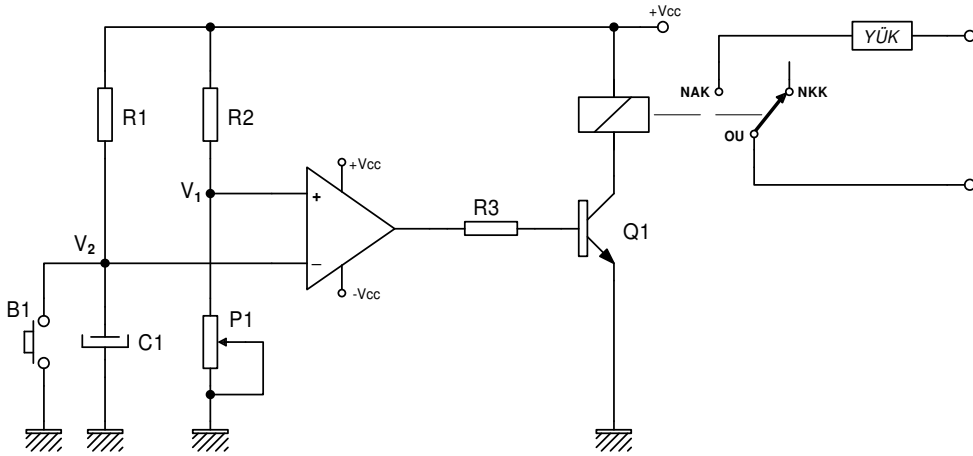 +Vcc
YÜK
NAK
NKK
OU
R1
R2
+Vcc
V1
+
R3
Q1
V2
−
-Vcc
B1
C1
P1